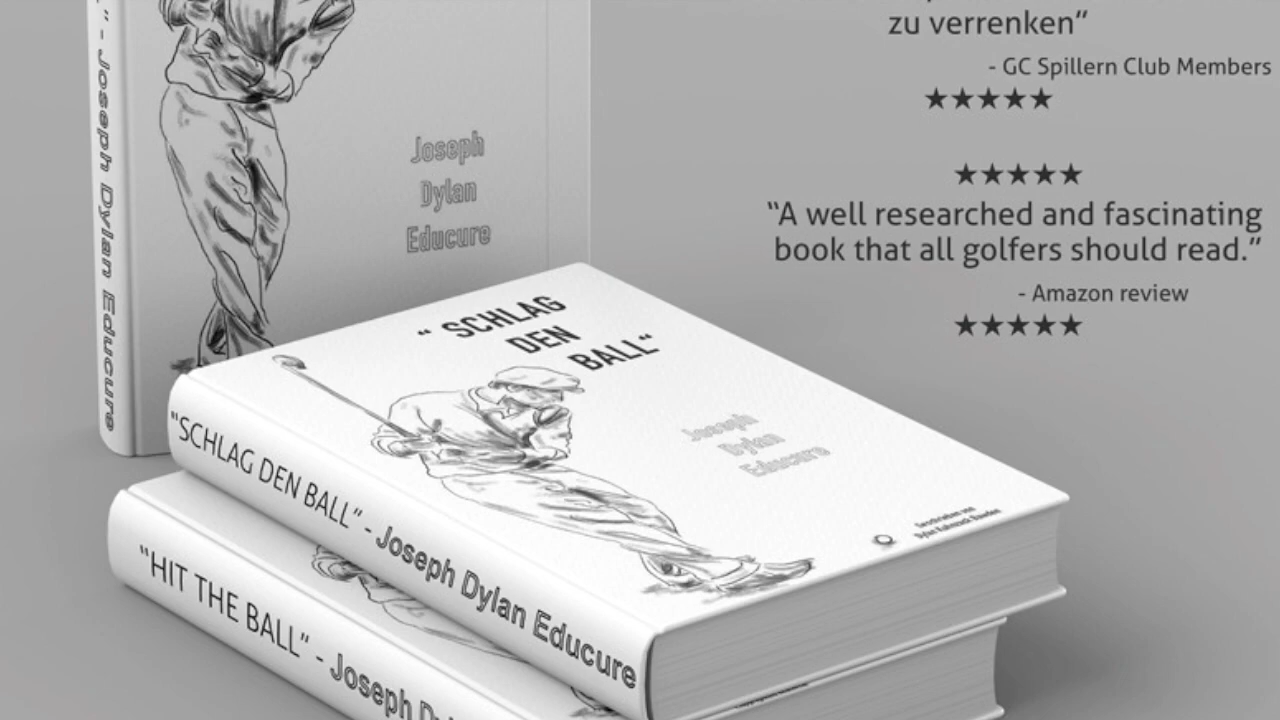 zu verrenken”
- GC Spillern Club Members
★★★★★
★★★★★
“A well researched and fascinating
book that all golfers should read.”
- Amazon review
★★★★★
” - Joseph Dylan Educure
Joseph
Dylan
Educure
“ SCHLAG
DEN
BALL“
Joseph
Dylan
Educure
Geschrieben von
"SCHLAG DEN BALL” - Joseph Dylan Educure
“HIT THE BALL” - Joseph